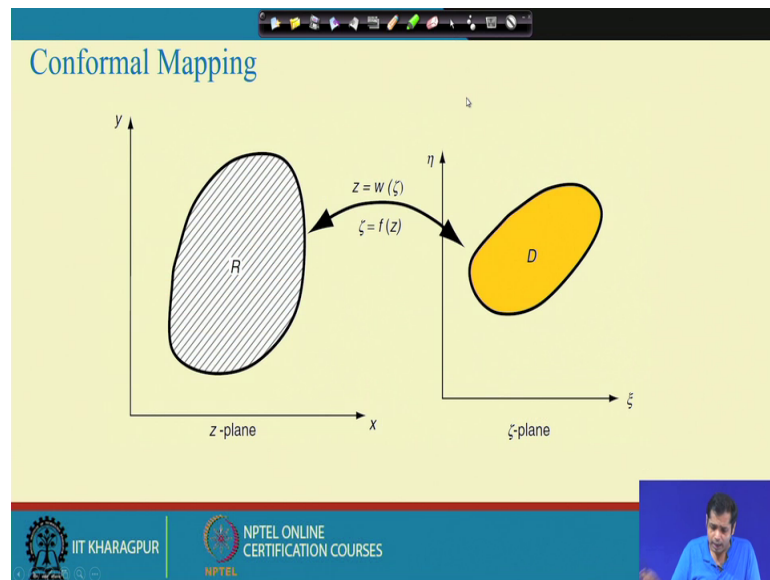 Conformal Mapping
y
R
z = w (ζ)
ζ = f (z)
η
D
x
z -plane
ξ
ζ-plane
IIT KHARAGPUR
NPTEL
NPTEL ONLINE
CERTIFICATION COURSES